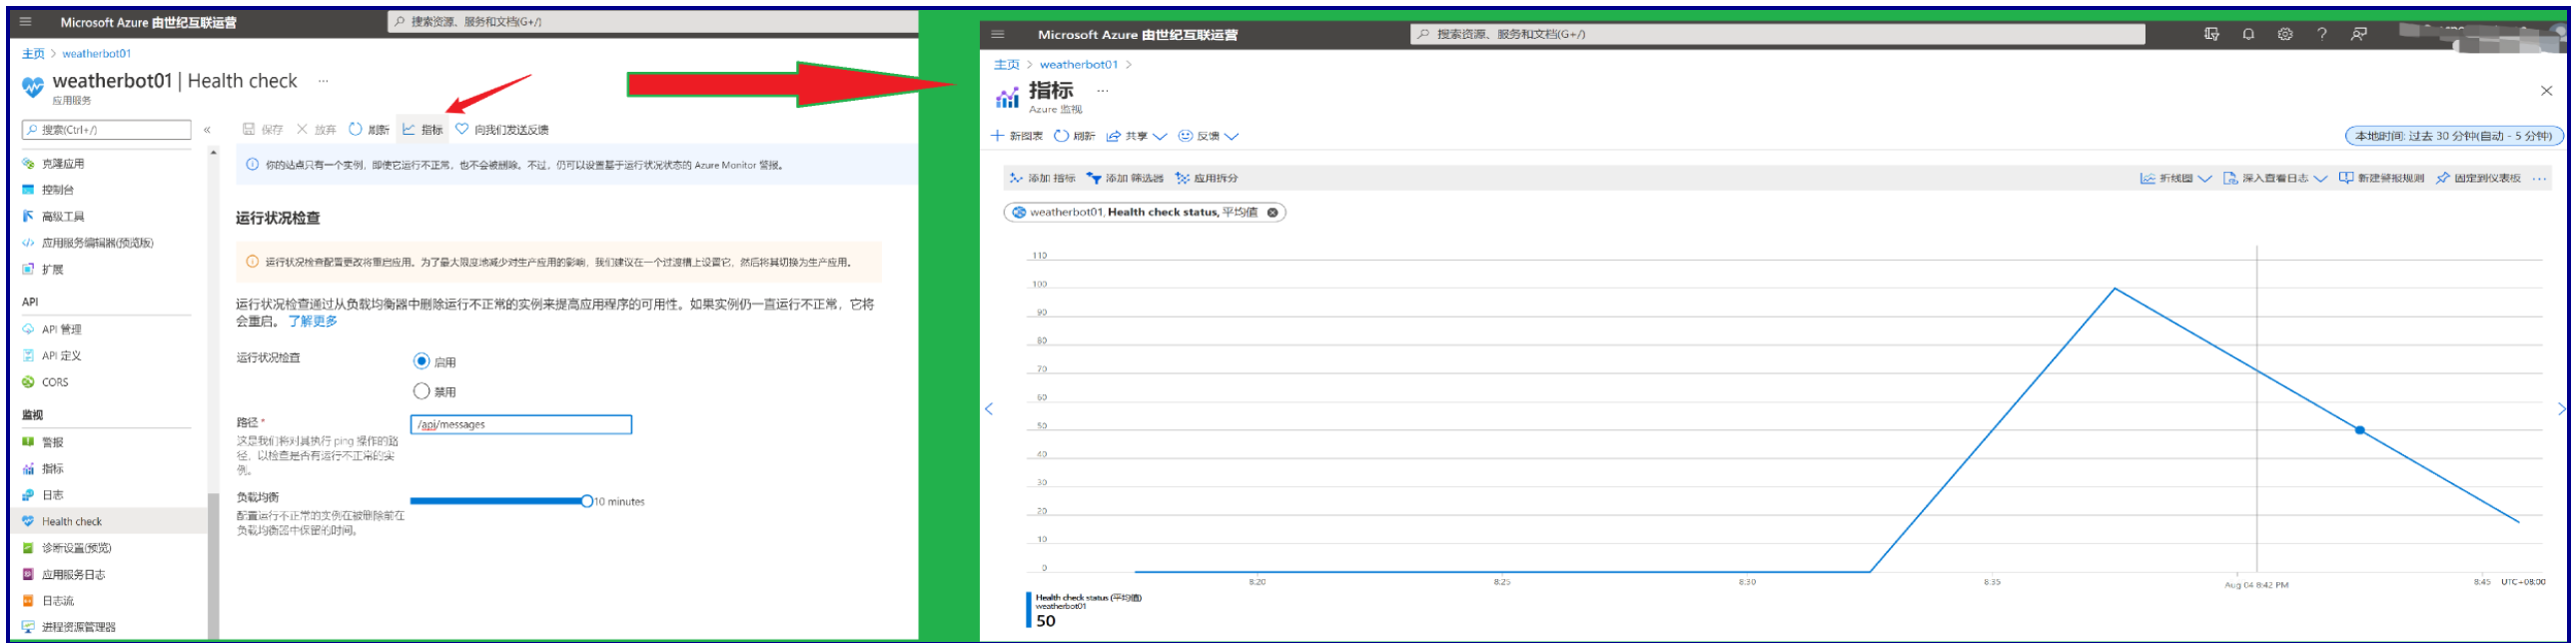 Microsoft Azure 由世纪互联运营
搜索资源、服务和文档(G+/)
主页 > weatherbot01
weatherbot01 | Health check ...
应用服务
搜索(Ctrl+/)
«
克隆应用
控制台
高级工具
应用服务编辑器(预览版)
扩展
API
API 管理
API 定义
CORS
监视
警报
指标
日志
Health check
诊断设置(预览)
应用服务日志
日志流
进程资源管理器
保存 放弃 刷新 指标 向我们发送反馈
你的站点只有一个实例，即使它运行不正常，也不会被删除。不过，仍可以设置基于运行状况状态的 Azure Monitor 警报。
运行状况检查
运行状况检查配置更改将重启应用。为了最大限度地减少对生产应用的影响，我们建议在一个过渡槽上设置它，然后将其切换为生产应用。
运行状况检查通过从负载均衡器中删除运行不正常的实例来提高应用程序的可用性。如果实例仍一直运行不正常，它将
会重启。 了解更多
运行状况检查
启用
禁用
路径 *
/api/messages
这是我们将对其执行 ping 操作的路
径，以检查是否有运行不正常的实
例。
负载均衡
10 minutes
配置运行不正常的实例在被删除前在
负载均衡器中保留的时间。
Microsoft Azure 由世纪互联运营
搜索资源、服务和文档(G+/)
主页 > weatherbot01 >
指标 ...
Azure 监视
新图表 刷新 共享 反馈
本地时间: 过去 30 分钟(自动 - 5 分钟)
添加 指标 添加 筛选器 应用拆分
折线图 深入查看日志 新建警报规则 固定到仪表板 ...
weatherbot01, Health check status, 平均值
110
100
90
80
70
60
50
40
30
20
10
0
8:20 8:25 8:30 8:35 Aug 04 8:42 PM 8:45 UTC+08:00
Health check status (平均值)
weatherbot01
50